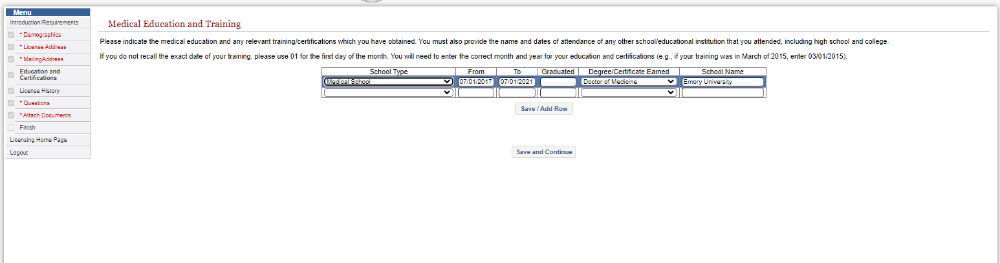 Menu
Introduction/Requirements
* Demographics
* License Address
* MailingAddress
Education and
Certifications
License History
* Questions
* Attach Documents
Finish
Licensing Home Page
Logout
Medical Education and Training
Please indicate the medical education and any relevant training/certifications which you have obtained. You must also provide the name and dates of attendance of any other school/educational institution that you attended, including high school and college.
If you do not recall the exact date of your training, please use 01 for the first day of the month. You will need to enter the correct month and year for your education and certifications (e.g., if your training was in March of 2015, enter 03/01/2015).
School Type From To Graduated Degree/Certificate Earned School Name
Medical School 07/01/2017 07/01/2021 Doctor of Medicine Emory University
Save / Add Row
Save and Continue